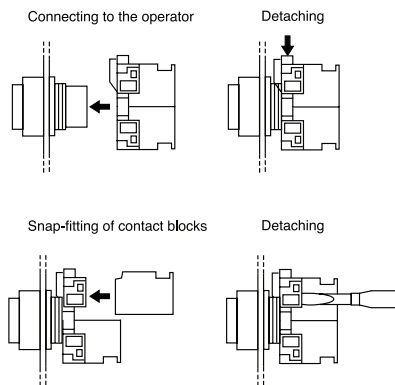 Connecting to the operator
Detaching
Snap-fitting of contact blocks
Detaching